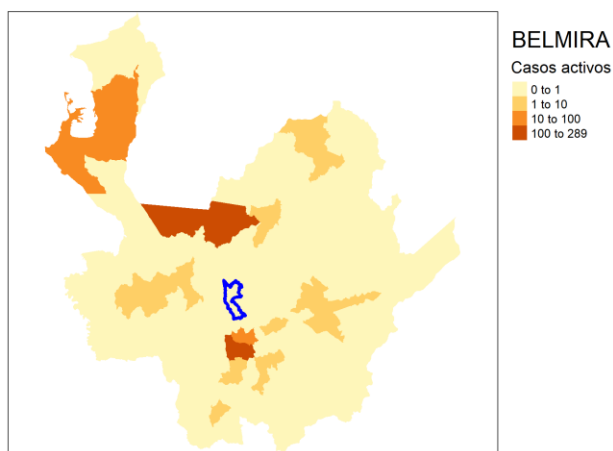 BELMIRA
Casos activos
0 to 1
1 to 10
10 to 100
100 to 289